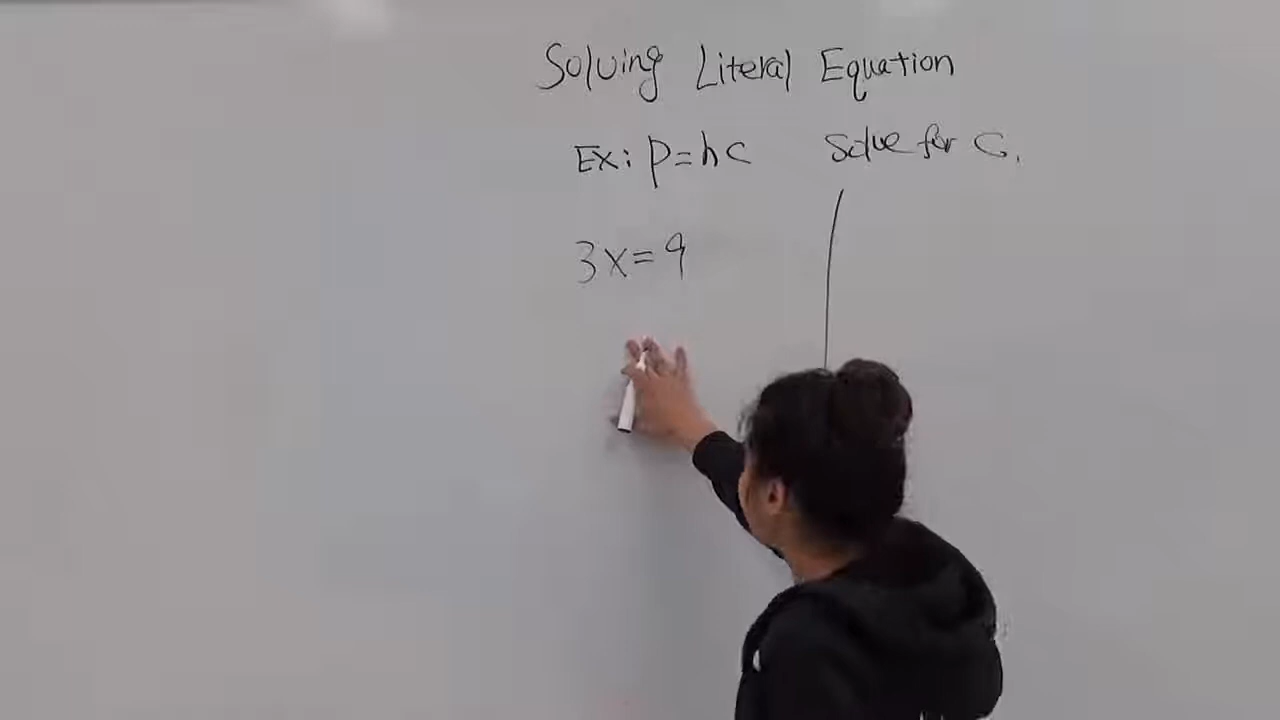 Solving Literal Equation
Ex: p=hc Solve for C.
3x=9